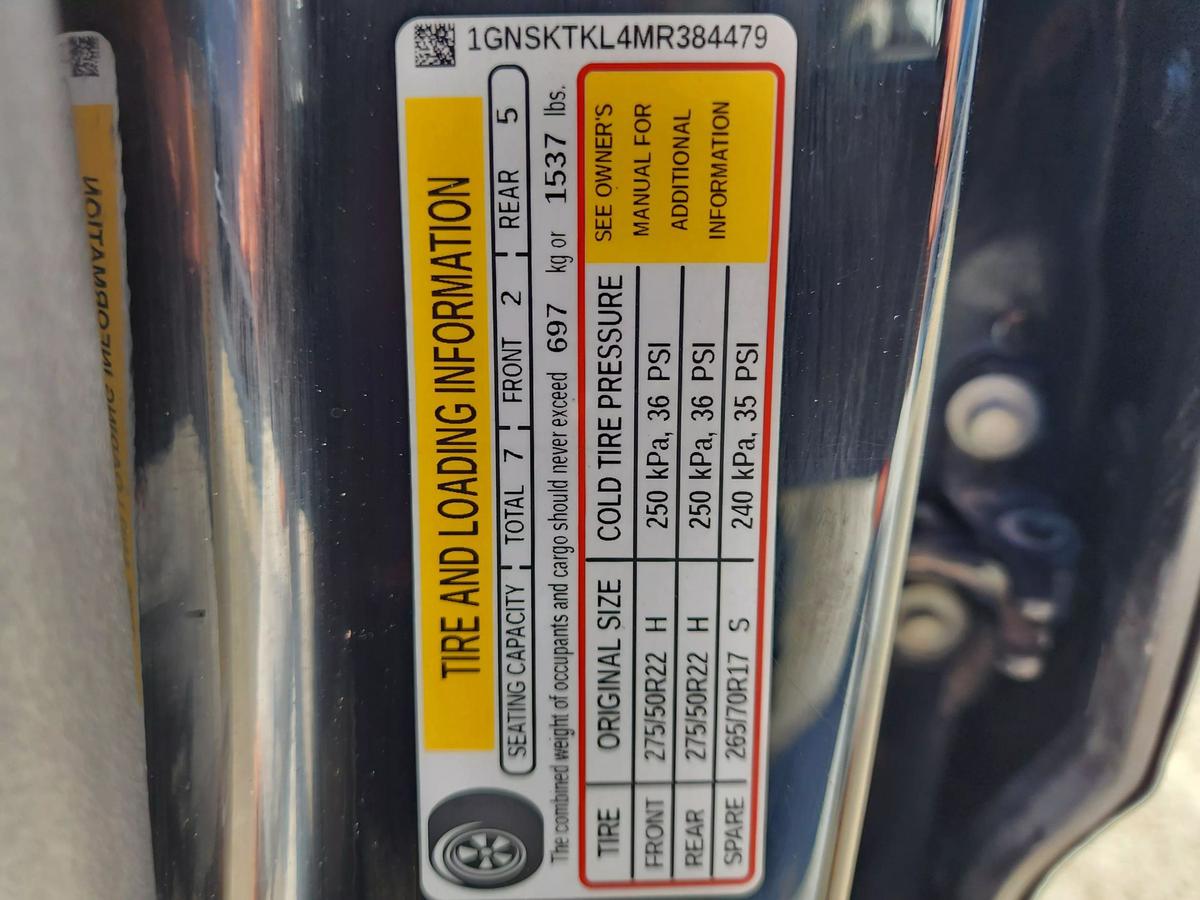 1GNSKTKL4MR384479
TIRE AND LOADING INFORMATION
SEATING CAPACITY TOTAL 7 FRONT 2 REAR 5
The combined weight of occupants and cargo should never exceed 697 kg or 1537 lbs.
TIRE ORIGINAL SIZE COLD TIRE PRESSURE
FRONT 275/50R22 H 250 kPa, 36 PSI
REAR 275/50R22 H 250 kPa, 36 PSI
SPARE 265/70R17 S 240 kPa, 35 PSI
SEE OWNER'S
MANUAL FOR
ADDITIONAL
INFORMATION